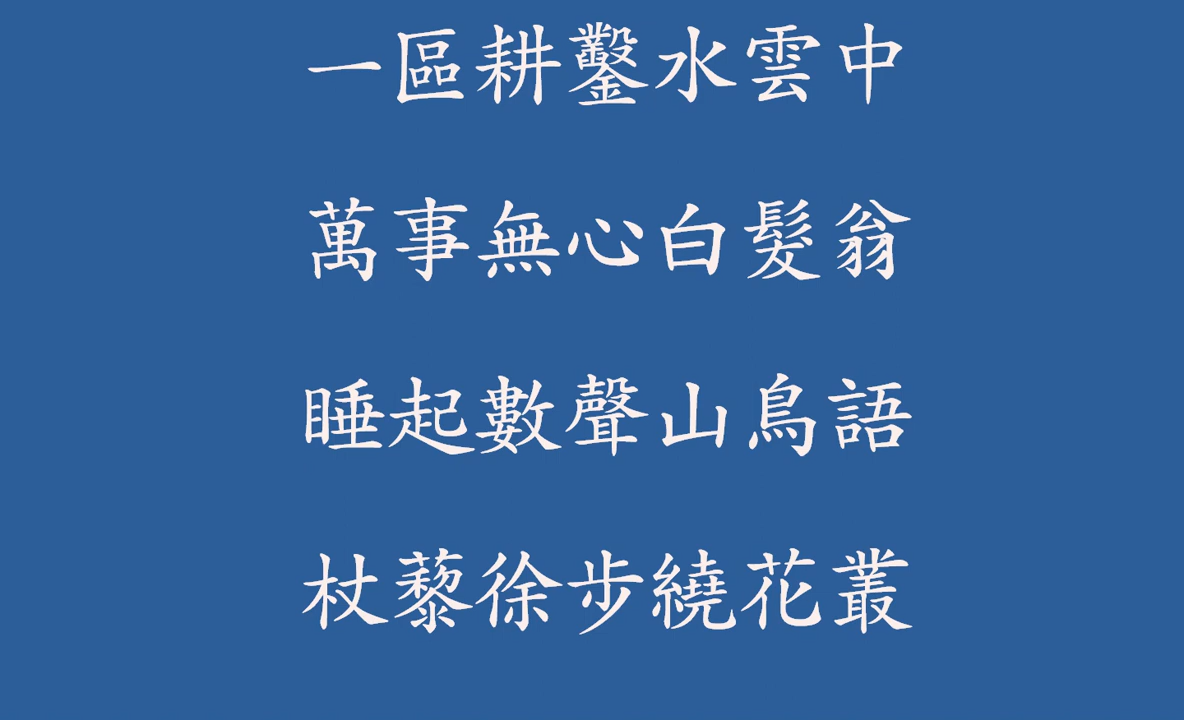 一區耕鑿水雲中
萬事無心白髮翁
睡起數聲山鳥語
杖藜徐步繞花叢